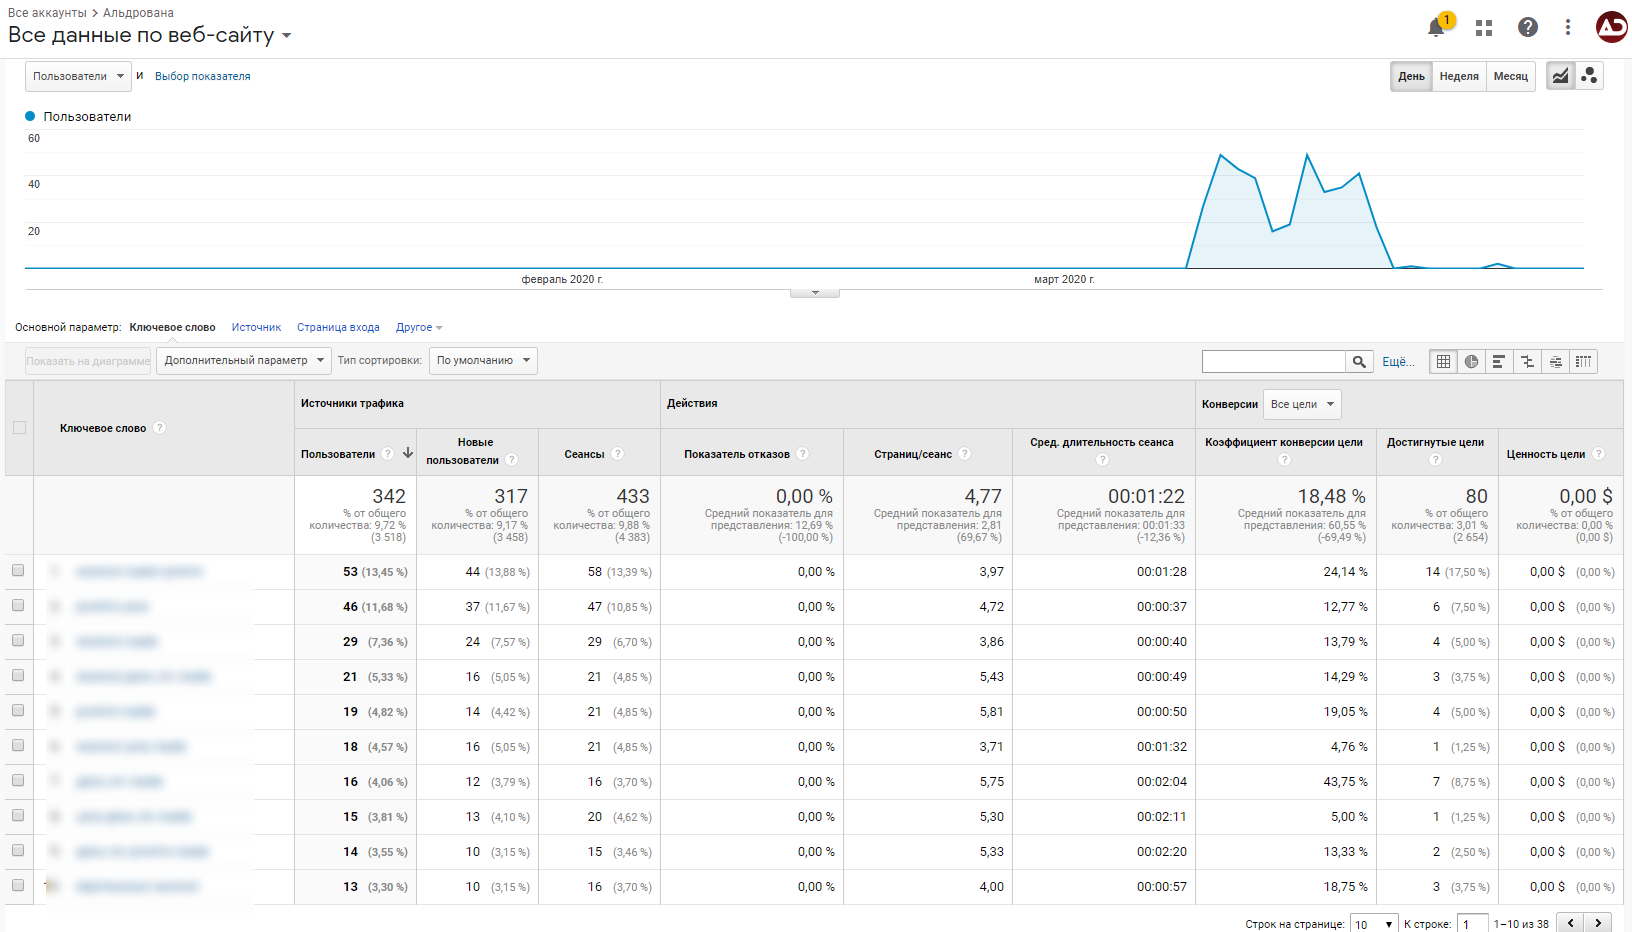 Все аккаунты > Альдрована
Все данные по веб-сайту
1
Пользователи и Выбор показателя
День Неделя Месяц
Пользователи
60
40
20
февраль 2020 г. март 2020 г.
Основной параметр: Ключевое слово Источник Страница входа Другое
Показать на диаграмме Дополнительный параметр Тип сортировки: По умолчанию Ещё...
Источники трафика Действия Конверсии Все цели
Ключевое слово ? Пользователи ? Новые пользователи ? Сеансы ? Показатель отказов ? Страниц/сеанс ? Сред. длительность сеанса ? Коэффициент конверсии цели ? Достигнутые цели ? Ценность цели ?
342 317 433 0,00 % 4,77 00:01:22 18,48 % 80 0,00 $
% от общего % от общего % от общего Средний показатель для Средний показатель для Средний показатель для Средний показатель для % от общего % от общего
количества: 9,72 % количества: 9,17 % количества: 9,88 % представления: 12,69 % представления: 2,81 представления: 00:01:33 представления: 60,55 % количества: 3,01 % количества: 0,00 %
(3 518) (3 458) (4 383) (-100,00 %) (69,67 %) (-12,36 %) (-69,49 %) (2 654) (0,00 $)
53 (13,45 %) 44 (13,88 %) 58 (13,39 %) 0,00 % 3,97 00:01:28 24,14 % 14 (17,50 %) 0,00 $ (0,00 %)
46 (11,68 %) 37 (11,67 %) 47 (10,85 %) 0,00 % 4,72 00:00:37 12,77 % 6 (7,50 %) 0,00 $ (0,00 %)
29 (7,36 %) 24 (7,57 %) 29 (6,70 %) 0,00 % 3,86 00:00:40 13,79 % 4 (5,00 %) 0,00 $ (0,00 %)
21 (5,33 %) 16 (5,05 %) 21 (4,85 %) 0,00 % 5,43 00:00:49 14,29 % 3 (3,75 %) 0,00 $ (0,00 %)
19 (4,82 %) 14 (4,42 %) 21 (4,85 %) 0,00 % 5,81 00:00:50 19,05 % 4 (5,00 %) 0,00 $ (0,00 %)
18 (4,57 %) 16 (5,05 %) 21 (4,85 %) 0,00 % 3,71 00:01:32 4,76 % 1 (1,25 %) 0,00 $ (0,00 %)
16 (4,06 %) 12 (3,79 %) 16 (3,70 %) 0,00 % 5,75 00:02:04 43,75 % 7 (8,75 %) 0,00 $ (0,00 %)
15 (3,81 %) 13 (4,10 %) 20 (4,62 %) 0,00 % 5,30 00:02:11 5,00 % 1 (1,25 %) 0,00 $ (0,00 %)
14 (3,55 %) 10 (3,15 %) 15 (3,46 %) 0,00 % 5,33 00:02:20 13,33 % 2 (2,50 %) 0,00 $ (0,00 %)
13 (3,30 %) 10 (3,15 %) 16 (3,70 %) 0,00 % 4,00 00:00:57 18,75 % 3 (3,75 %) 0,00 $ (0,00 %)
Строк на странице: 10 К строке: 1 1–10 из 38